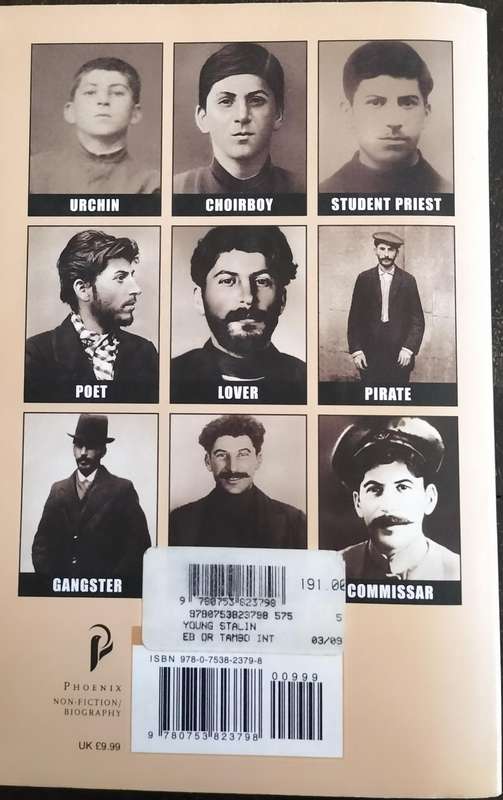 URCHIN
CHOIRBOY
STUDENT PRIEST
POET
LOVER
PIRATE
GANGSTER
COMMISSAR
191.00
9 780753 823798
9780753823798 575 5
YOUNG STALIN
EB OR TAMBO INT 03/09
PHOENIX
NON-FICTION/
BIOGRAPHY
UK £9.99
ISBN 978-0-7538-2379-8
00999
9 780753 823798